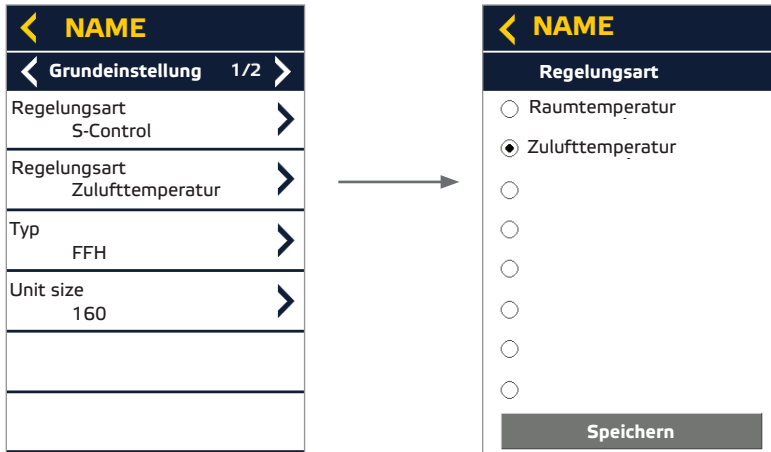 NAME
Grundeinstellung 1/2
Regelungsart
S-Control
Regelungsart
Zulufttemperatur
Typ
FFH
Unit size
160
NAME
Regelungsart
Raumtemperatur
Zulufttemperatur
Speichern